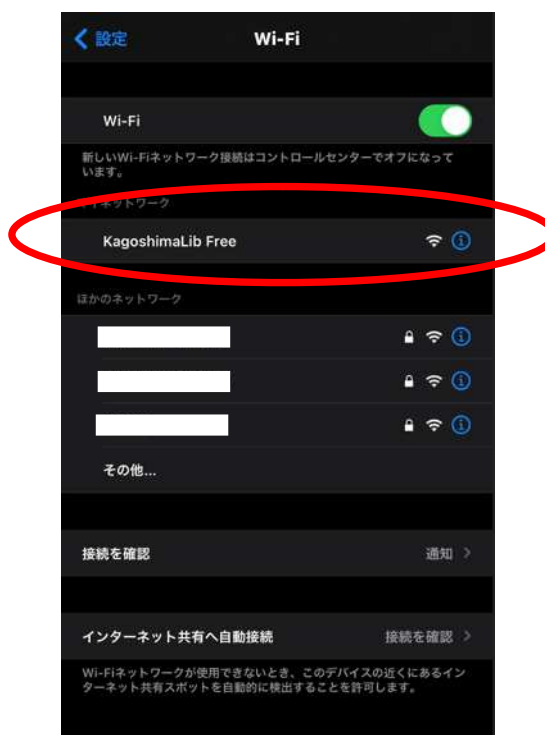 設定
Wi-Fi
Wi-Fi
新しいWi-Fiネットワーク接続はコントロールセンターでオフになって
います。
ネットワーク
KagoshimaLib Free
ほかのネットワーク
その他...
接続を確認
通知
インターネット共有へ自動接続
接続を確認
Wi-Fiネットワークが使用できないとき、このデバイスの近くにあるイン
ターネット共有スポットを自動的に検出することを許可します。